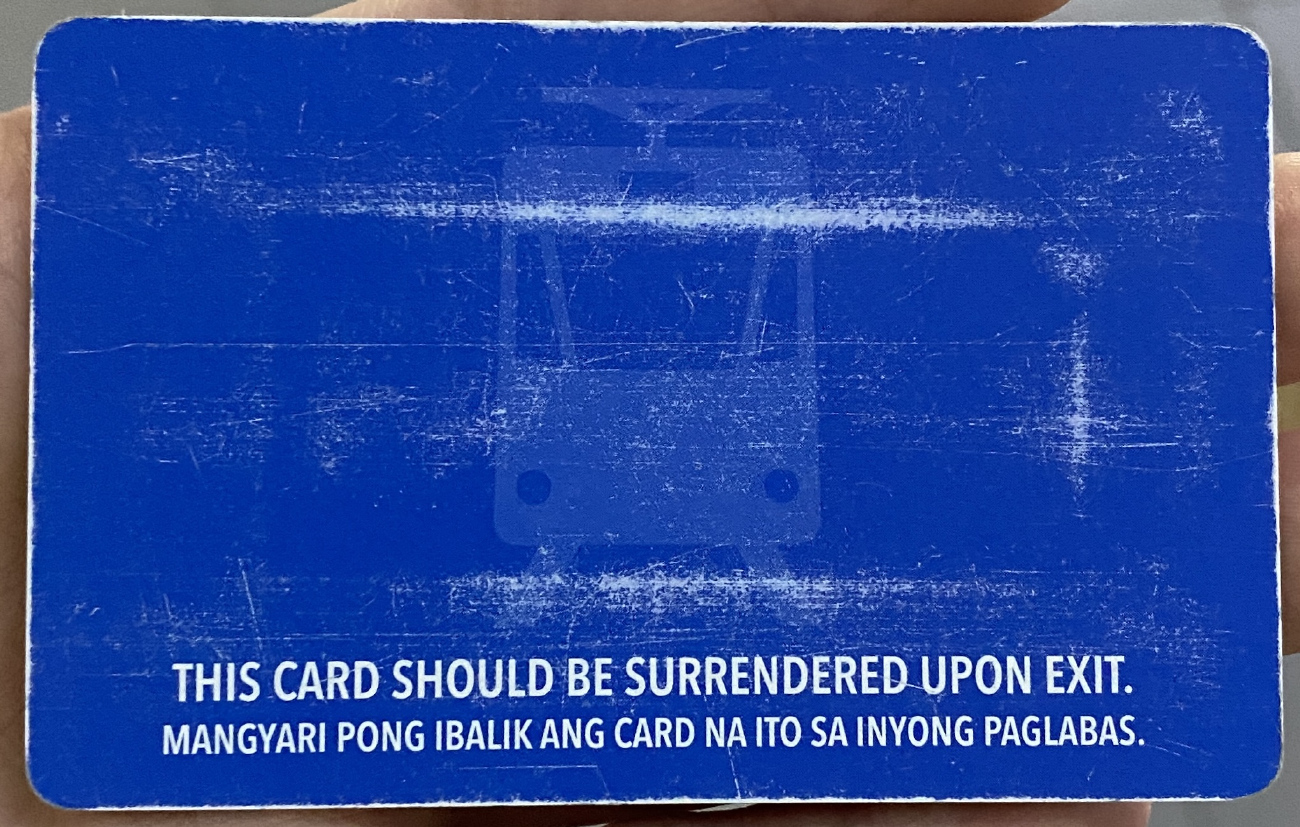 THIS CARD SHOULD BE SURRENDERED UPON EXIT.
MANGYARI PONG IBALIK ANG CARD NA ITO SA INYONG PAGLABAS.